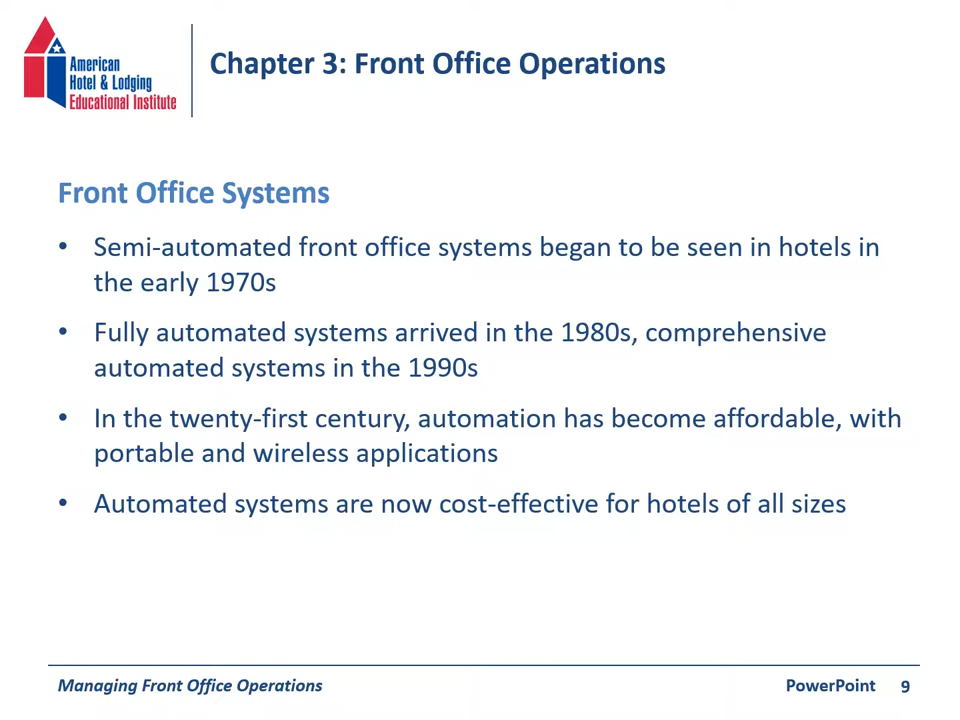 American
Hotel & Lodging
Educational Institute
Chapter 3: Front Office Operations
Front Office Systems
• Semi-automated front office systems began to be seen in hotels in
the early 1970s
• Fully automated systems arrived in the 1980s, comprehensive
automated systems in the 1990s
• In the twenty-first century, automation has become affordable, with
portable and wireless applications
• Automated systems are now cost-effective for hotels of all sizes
Managing Front Office Operations PowerPoint 9